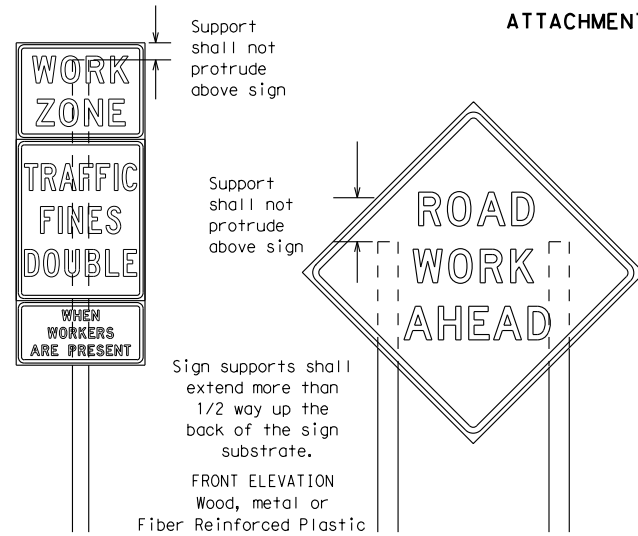 ATTACHMENT
Support
shall not
protrude
above sign
WORK
ZONE
TRAFFIC
FINES
DOUBLE
WHEN
WORKERS
ARE PRESENT
Support
shall not
protrude
above sign
ROAD
WORK
AHEAD
Sign supports shall
extend more than
1/2 way up the
back of the sign
substrate.
FRONT ELEVATION
Wood, metal or
Fiber Reinforced Plastic